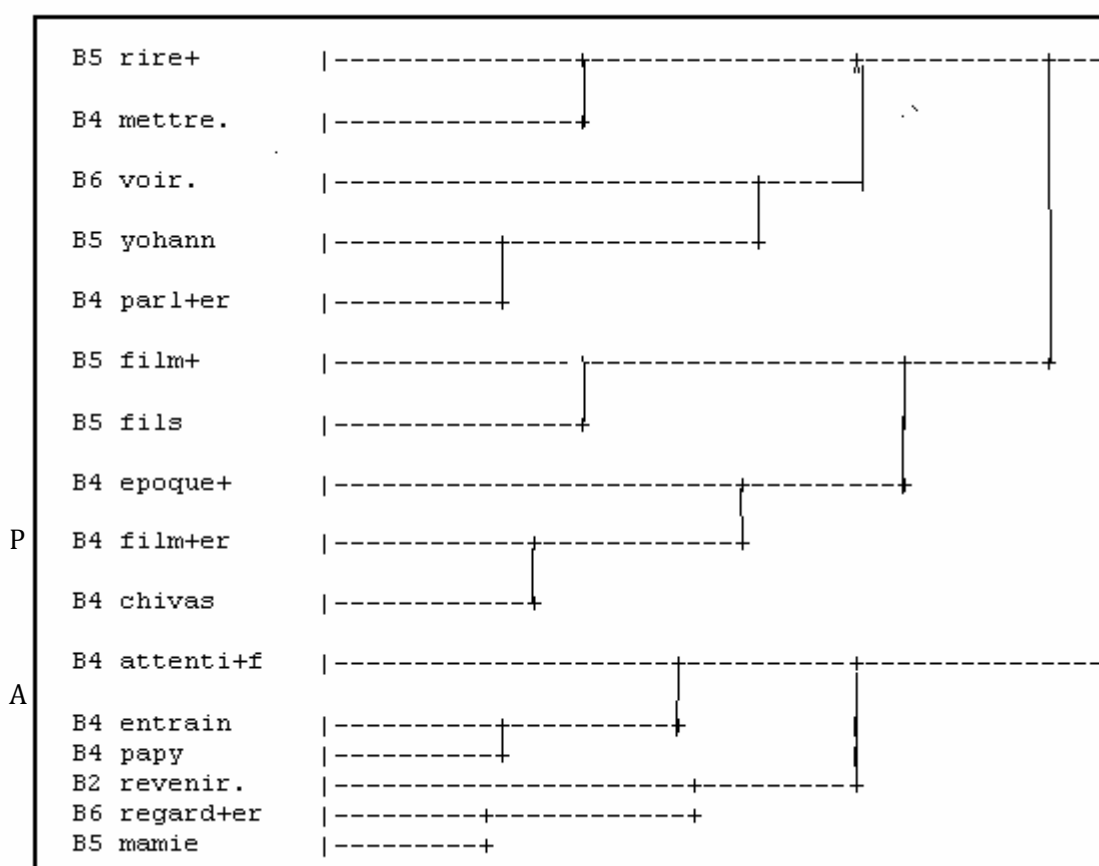 B5 rire+
B4 mettre.
B6 voir.
B5 yohann
B4 parl+er
B5 film+
B5 fils
B4 epoque+
P
B4 film+er
B4 chivas
B4 attenti+f
A
B4 entrain
B4 papy
B2 revenir.
B6 regard+er
B5 mamie